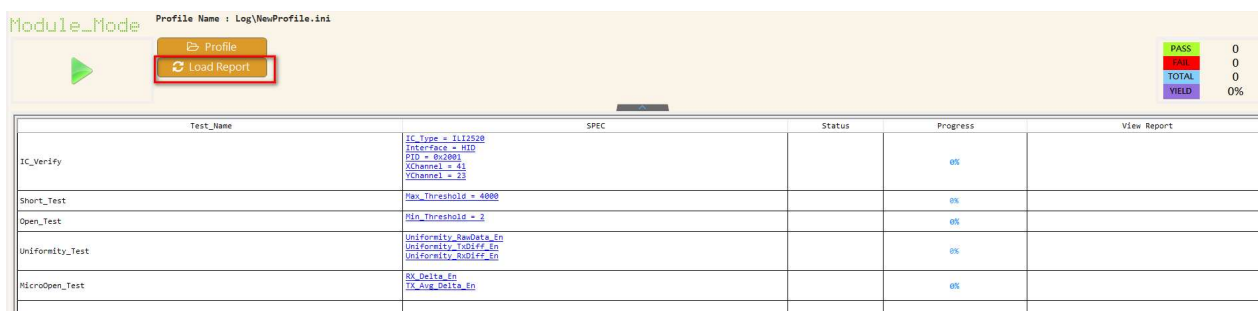 Module_Mode
Profile Name : Log\NewProfile.ini
Profile
Load Report
PASS 0
FAIL 0
TOTAL 0
YIELD 0%
Test_Name SPEC Status Progress View Report
IC_Verify
IC_Type = ILI2520
Interface = HID
PID = 0x2001
XChannel = 41
YChannel = 23
0%
Short_Test Max_Threshold = 4000 0%
Open_Test Min_Threshold = 2 0%
Uniformity_Test
Uniformity_RawData_En
Uniformity_TxDiff_En
Uniformity_RxDiff_En
0%
MicroOpen_Test
RX_Delta_En
TX_Avg_Delta_En
0%